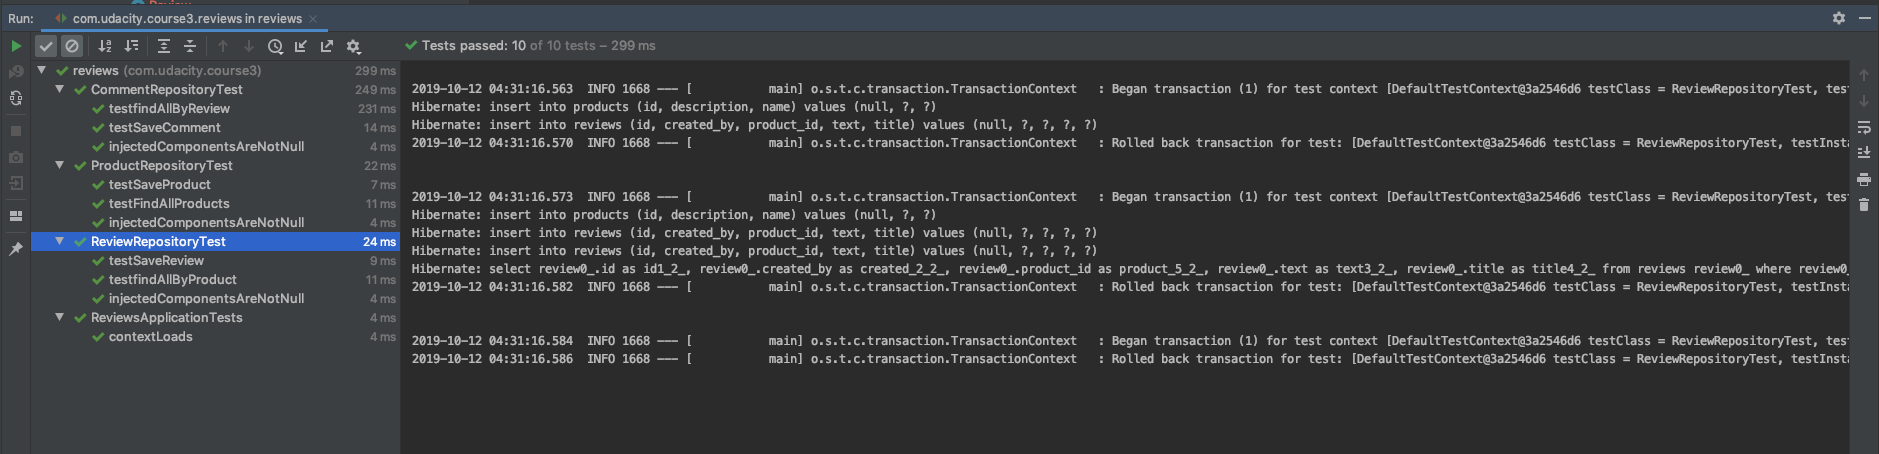 Review
Run: com.udacity.course3.reviews in reviews ×
Tests passed: 10 of 10 tests – 299 ms
reviews (com.udacity.course3) 299 ms
CommentRepositoryTest 249 ms
testfindAllByReview 231 ms
testSaveComment 14 ms
injectedComponentsAreNotNull 4 ms
ProductRepositoryTest 22 ms
testSaveProduct 7 ms
testFindAllProducts 11 ms
injectedComponentsAreNotNull 4 ms
ReviewRepositoryTest 24 ms
testSaveReview 9 ms
testfindAllByProduct 11 ms
injectedComponentsAreNotNull 4 ms
ReviewsApplicationTests 4 ms
contextLoads 4 ms
2019-10-12 04:31:16.563  INFO 1668 --- [           main] o.s.t.c.transaction.TransactionContext   : Began transaction (1) for test context [DefaultTestContext@3a2546d6 testClass = ReviewRepositoryTest, tes
Hibernate: insert into products (id, description, name) values (null, ?, ?)
Hibernate: insert into reviews (id, created_by, product_id, text, title) values (null, ?, ?, ?, ?)
2019-10-12 04:31:16.570  INFO 1668 --- [           main] o.s.t.c.transaction.TransactionContext   : Rolled back transaction for test: [DefaultTestContext@3a2546d6 testClass = ReviewRepositoryTest, testInsta
2019-10-12 04:31:16.573  INFO 1668 --- [           main] o.s.t.c.transaction.TransactionContext   : Began transaction (1) for test context [DefaultTestContext@3a2546d6 testClass = ReviewRepositoryTest, tes
Hibernate: insert into products (id, description, name) values (null, ?, ?)
Hibernate: insert into reviews (id, created_by, product_id, text, title) values (null, ?, ?, ?, ?)
Hibernate: insert into reviews (id, created_by, product_id, text, title) values (null, ?, ?, ?, ?)
Hibernate: select review0_.id as id1_2_, review0_.created_by as created_2_2_, review0_.product_id as product_5_2_, review0_.text as text3_2_, review0_.title as title4_2_ from reviews review0_ where review0_
2019-10-12 04:31:16.582  INFO 1668 --- [           main] o.s.t.c.transaction.TransactionContext   : Rolled back transaction for test: [DefaultTestContext@3a2546d6 testClass = ReviewRepositoryTest, testInsta
2019-10-12 04:31:16.584  INFO 1668 --- [           main] o.s.t.c.transaction.TransactionContext   : Began transaction (1) for test context [DefaultTestContext@3a2546d6 testClass = ReviewRepositoryTest, tes
2019-10-12 04:31:16.586  INFO 1668 --- [           main] o.s.t.c.transaction.TransactionContext   : Rolled back transaction for test: [DefaultTestContext@3a2546d6 testClass = ReviewRepositoryTest, testInsta